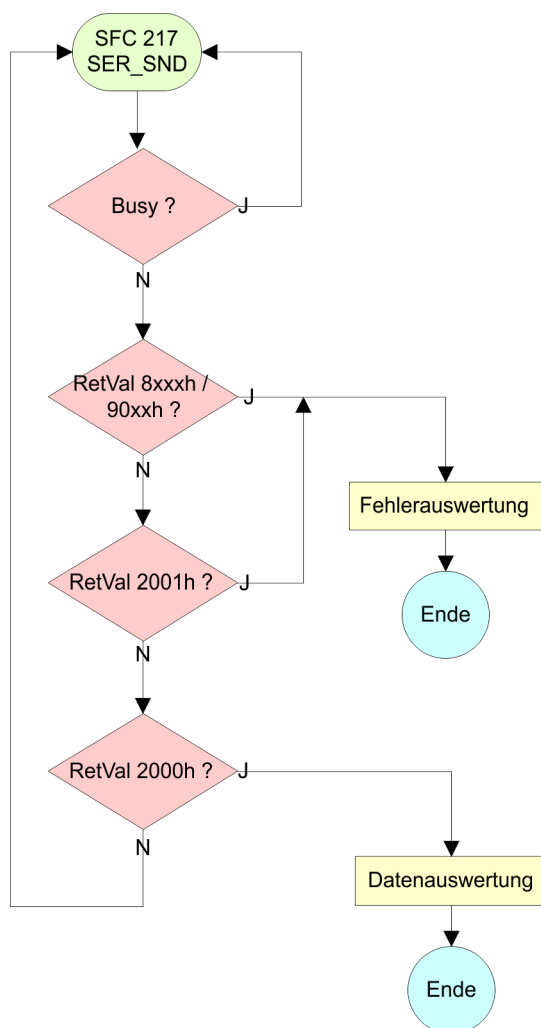 SFC 217
SER_SND
Busy ?
J
N
RetVal 8xxxh /
90xxh ?
J
N
Fehlerauswertung
RetVal 2001h ?
J
Ende
N
RetVal 2000h ?
J
N
Datenauswertung
Ende